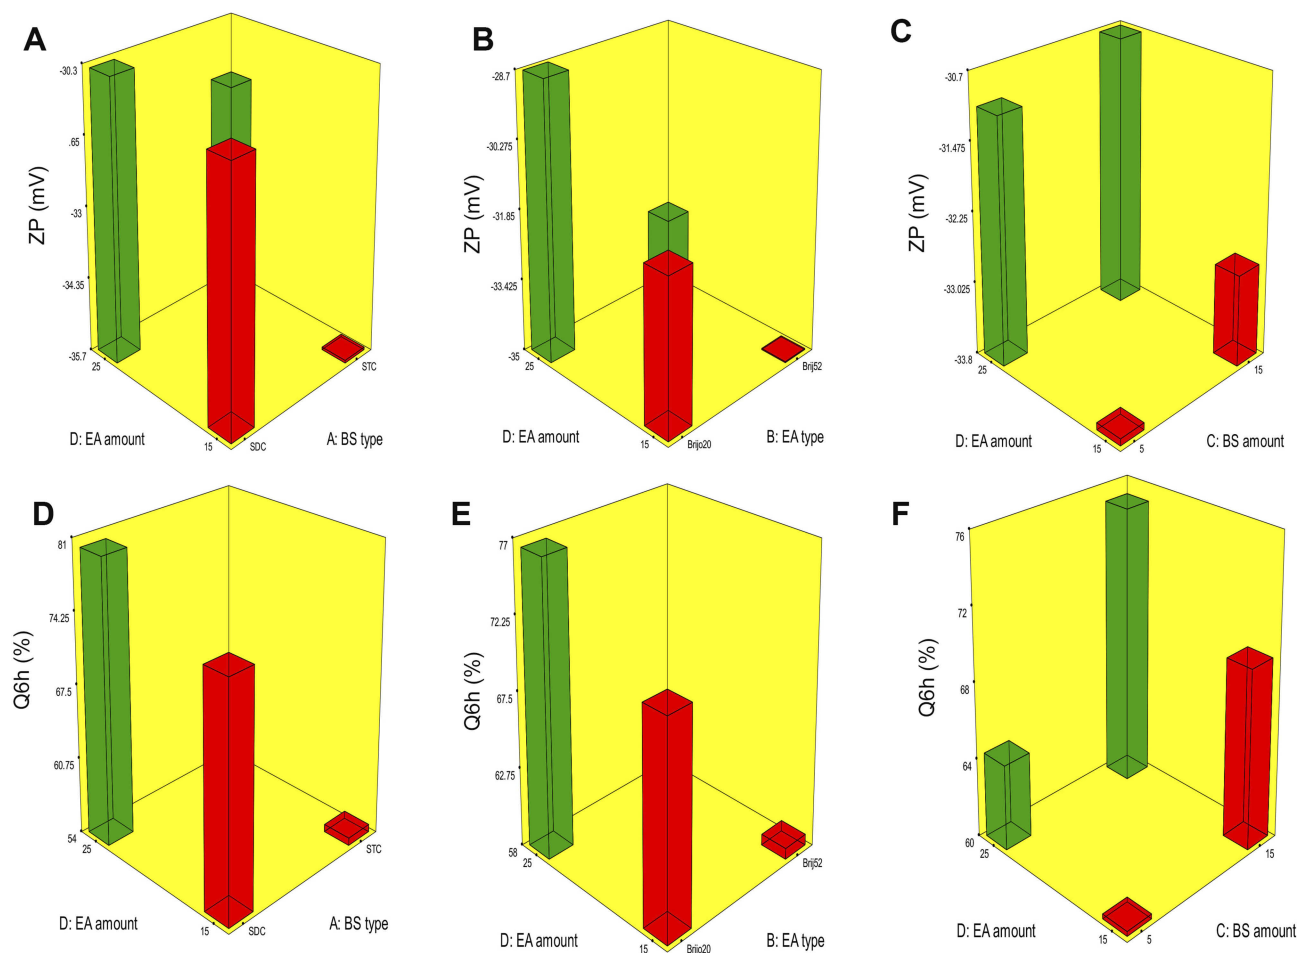 A
ZP (mV)
-30.3
.65
-33
-34.35
-35.7
25
15
SDC
STC
D: EA amount
A: BS type
B
ZP (mV)
-28.7
-30.275
-31.85
-33.425
-35
25
15
Brijo20
Brij52
D: EA amount
B: EA type
C
ZP (mV)
-30.7
-31.475
-32.25
-33.025
-33.8
25
15
5
15
D: EA amount
C: BS amount
D
Q6h (%)
81
74.25
67.5
60.75
54
25
15
SDC
STC
D: EA amount
A: BS type
E
Q6h (%)
77
72.25
67.5
62.75
58
25
15
Brijo20
Brij52
D: EA amount
B: EA type
F
Q6h (%)
76
72
68
64
60
25
15
5
15
D: EA amount
C: BS amount